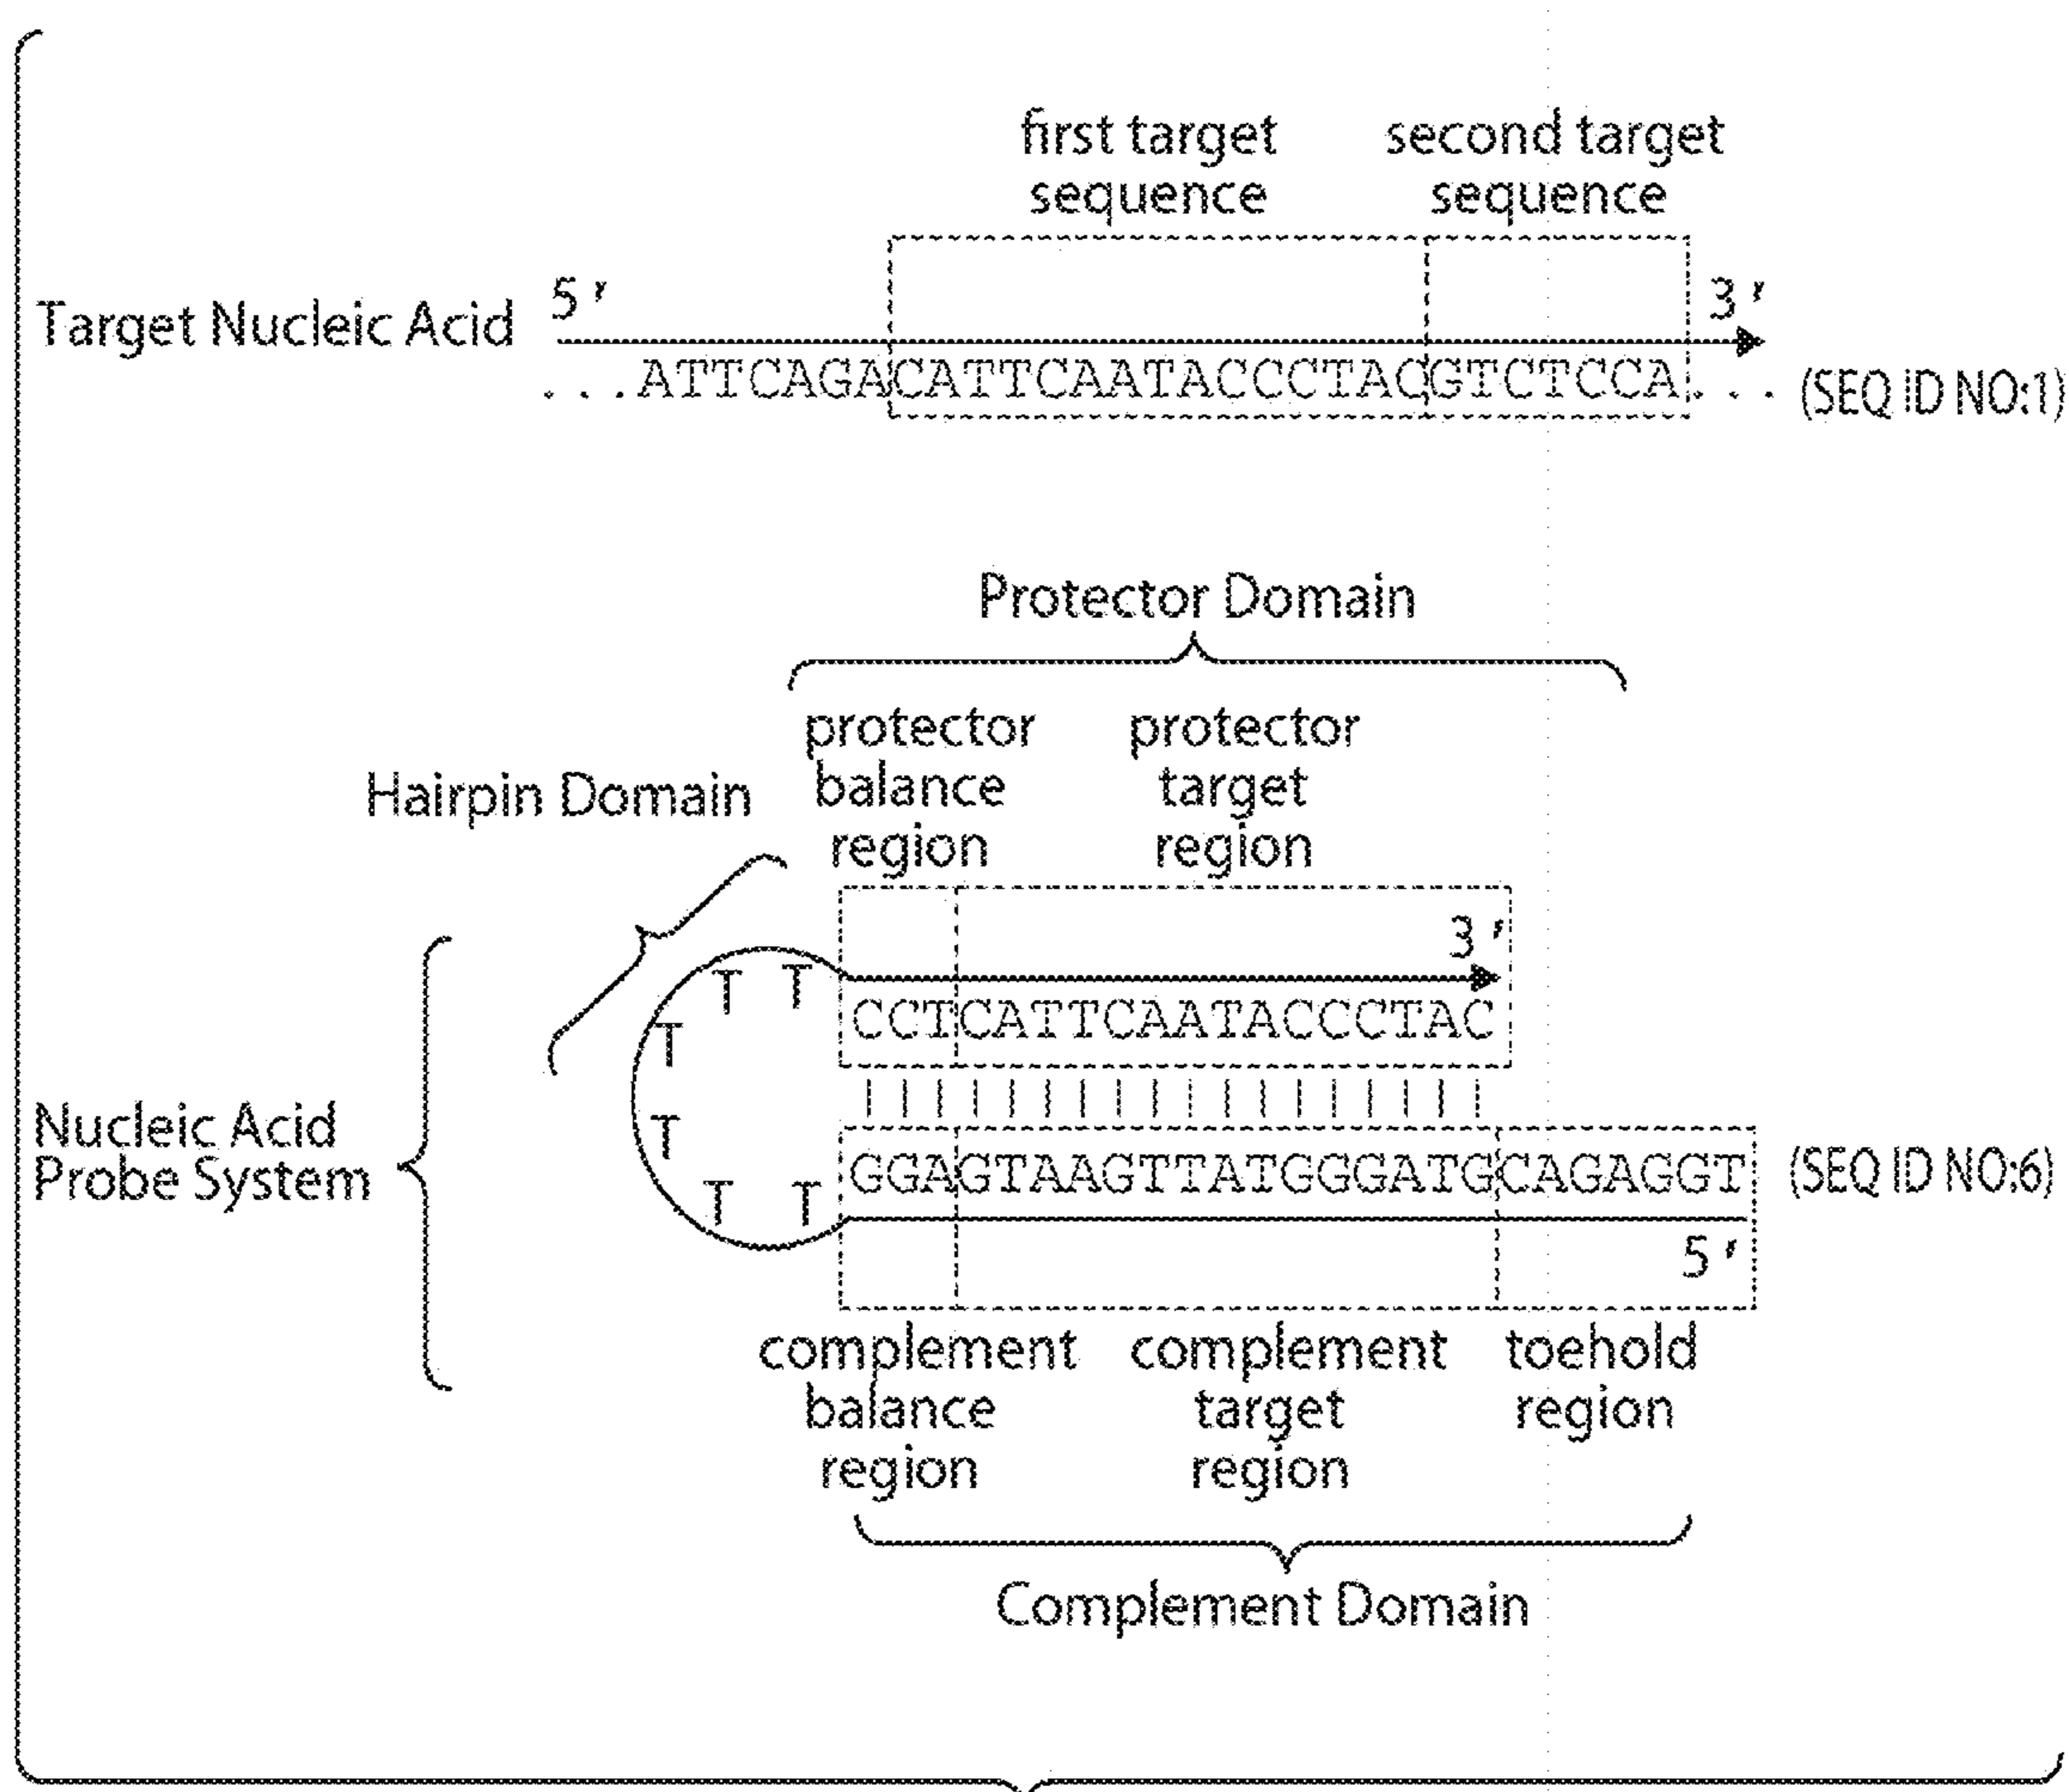 first target
sequence
second target
sequence
Target Nucleic Acid
5'
3'
...ATTCAGACATTCAATACCCTACGTCTCCA...
(SEQ ID NO:1)
Protector Domain
protector
balance
region
protector
target
region
Hairpin Domain
3'
T T
T
T
T T
CCTCATTCAATACCCTAC
Nucleic Acid
Probe System
GGAGTAAGTTATGGGATGCAGAGGT
(SEQ ID NO:6)
5'
complement
balance
region
complement
target
region
toehold
region
Complement Domain